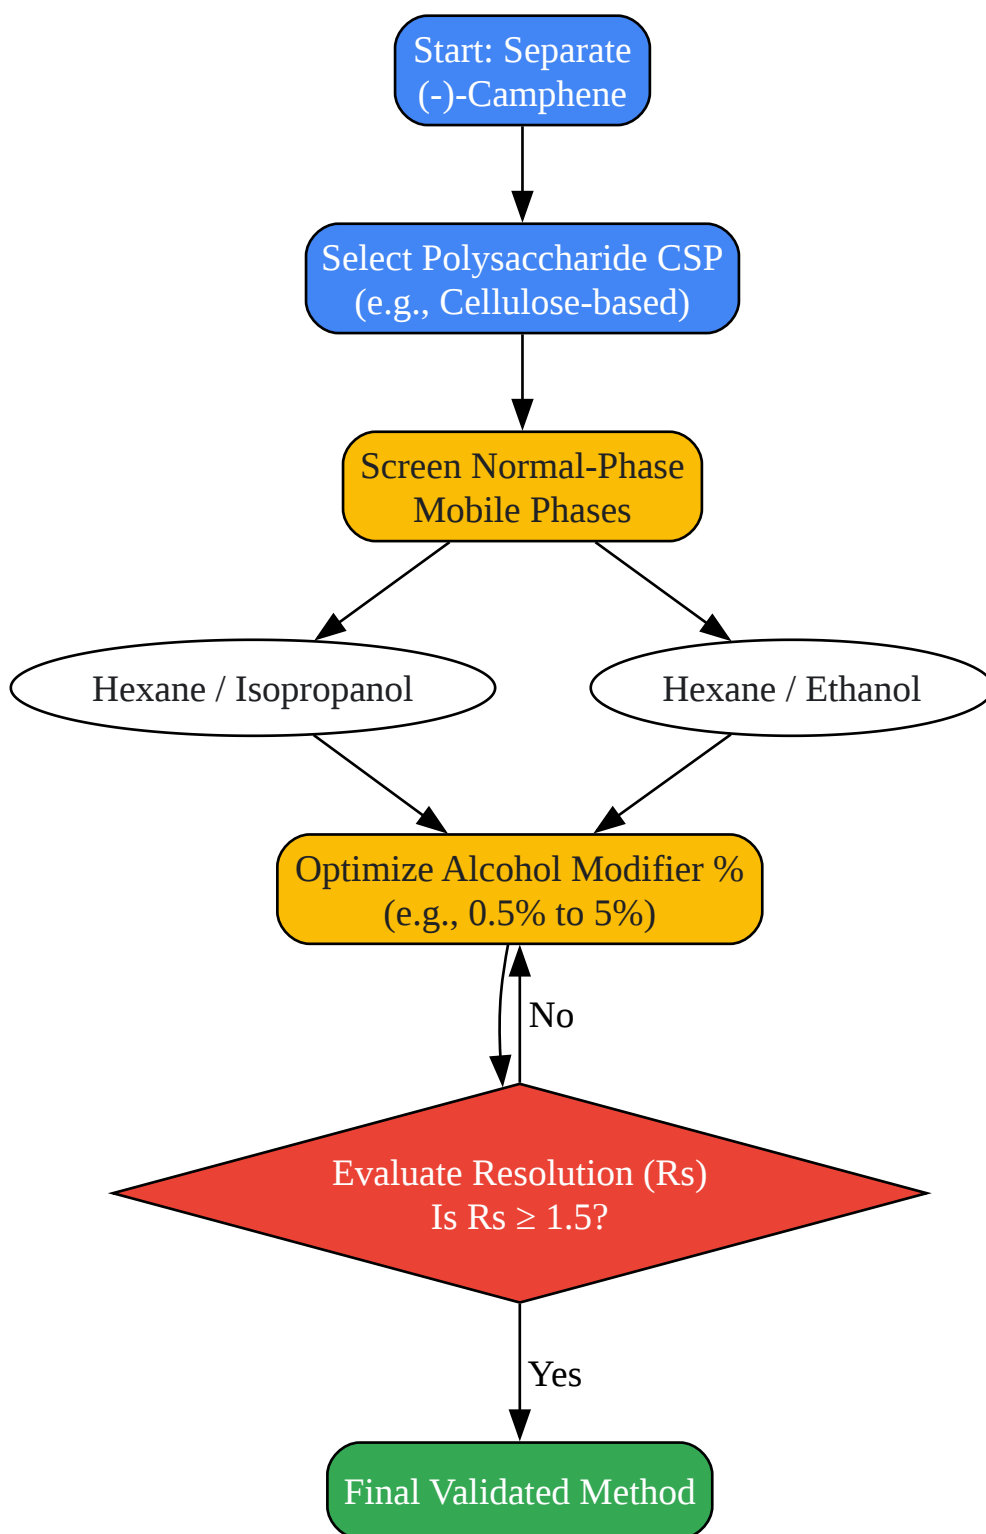 Start: Separate
(-)-Camphene
Select Polysaccharide CSP
(e.g., Cellulose-based)
Screen Normal-Phase
Mobile Phases
Hexane / Isopropanol
Hexane / Ethanol
Optimize Alcohol Modifier %
(e.g., 0.5% to 5%)
No
Evaluate Resolution (Rs)
Is Rs ≥ 1.5?
Yes
Final Validated Method